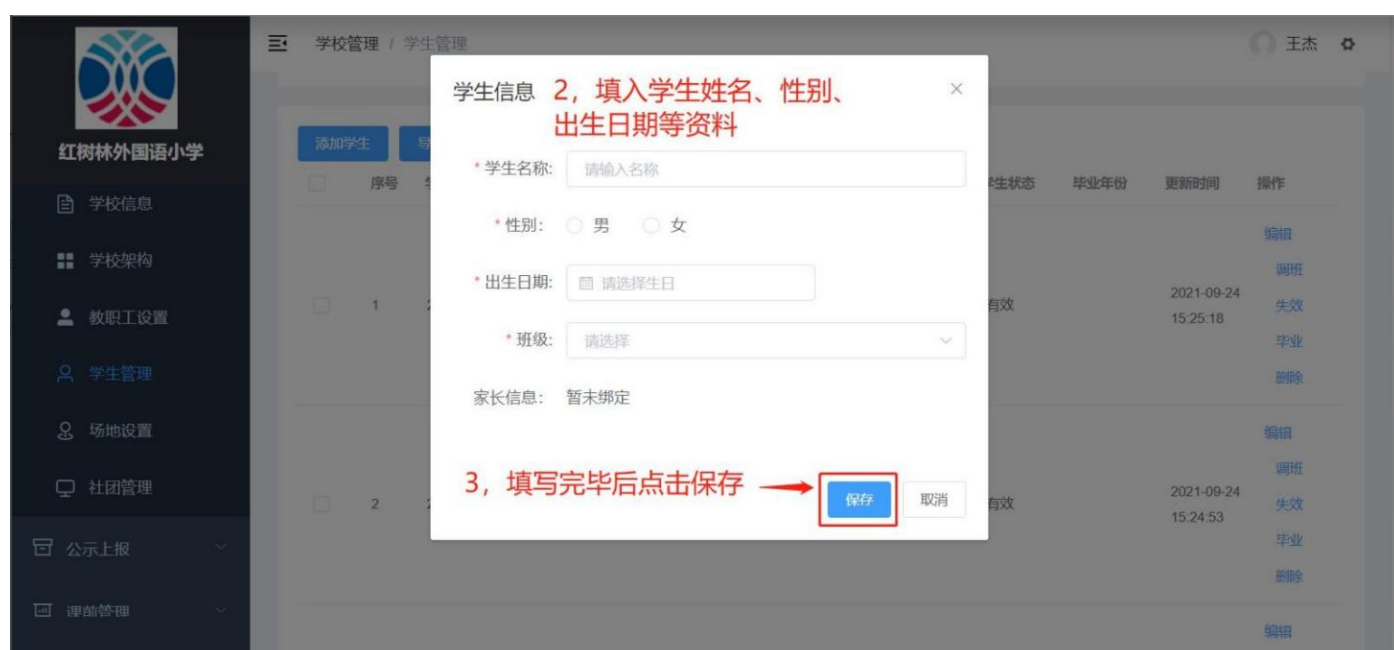 红树林外国语小学
学校信息
学校架构
教职工设置
学生管理
场地设置
社团管理
公示上报
课前管理
学校管理 / 学生管理
王杰
添加学生
序号
学生状态 毕业年份 更新时间 操作
1
有效
2021-09-24
15:25:18
编辑
调班
失效
毕业
删除
2
有效
2021-09-24
15:24:53
编辑
调班
失效
毕业
删除
编辑
学生信息
2，填入学生姓名、性别、
出生日期等资料
* 学生名称: 请输入名称
* 性别: 男 女
* 出生日期: 请选择生日
* 班级: 请选择
家长信息: 暂未绑定
3，填写完毕后点击保存
保存 取消